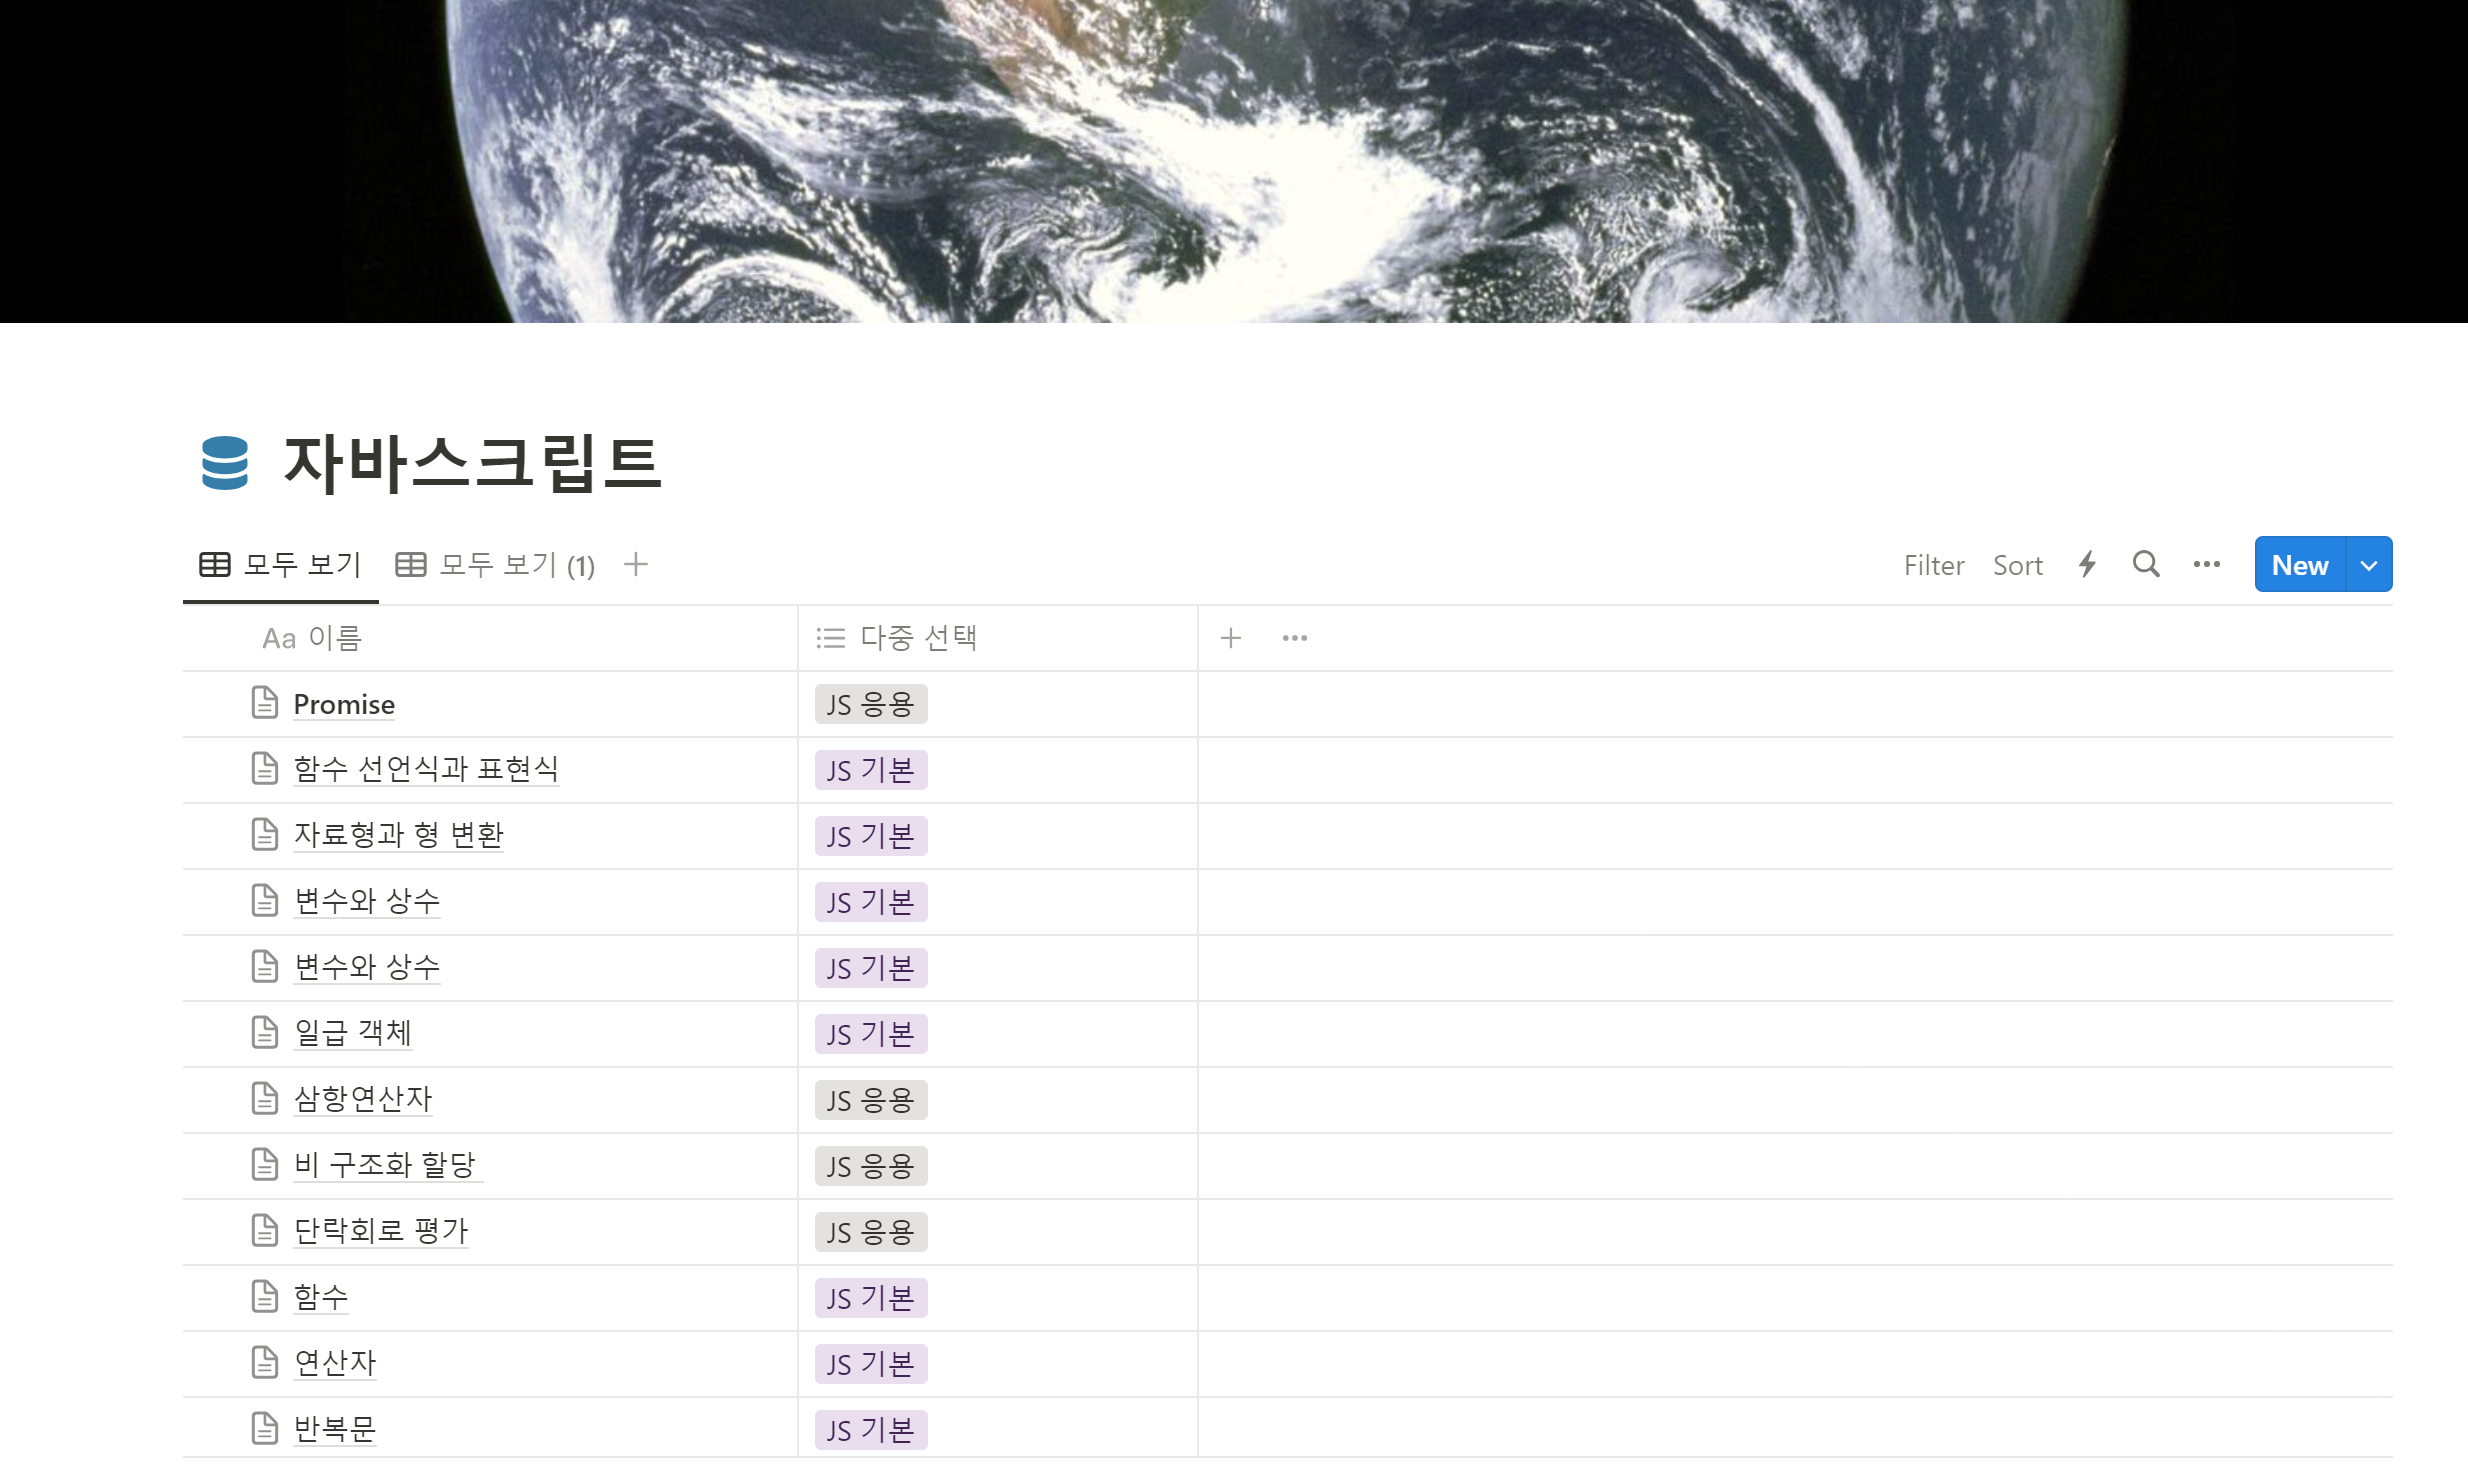 자바스크립트
모두 보기 모두 보기 (1) Filter Sort New
Aa 이름 다중 선택
Promise JS 응용
함수 선언식과 표현식 JS 기본
자료형과 형 변환 JS 기본
변수와 상수 JS 기본
변수와 상수 JS 기본
일급 객체 JS 기본
삼항연산자 JS 응용
비 구조화 할당 JS 응용
단락회로 평가 JS 응용
함수 JS 기본
연산자 JS 기본
반복문 JS 기본